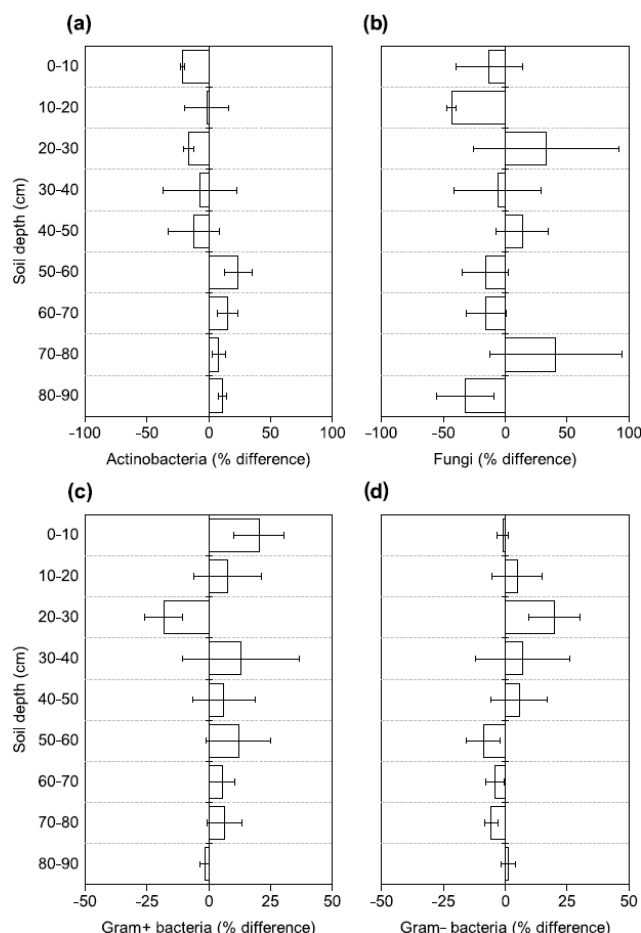 (a) (b)
0–10
10–20
20–30
30–40
40–50
50–60
60–70
70–80
80–90
Soil depth (cm)
−100 −50 0 50 100 −100 −50 0 50 100
Actinobacteria (% difference) Fungi (% difference)
(c) (d)
0–10
10–20
20–30
30–40
40–50
50–60
60–70
70–80
80–90
Soil depth (cm)
−50 −25 0 25 50 −50 −25 0 25 50
Gram+ bacteria (% difference) Gram− bacteria (% difference)